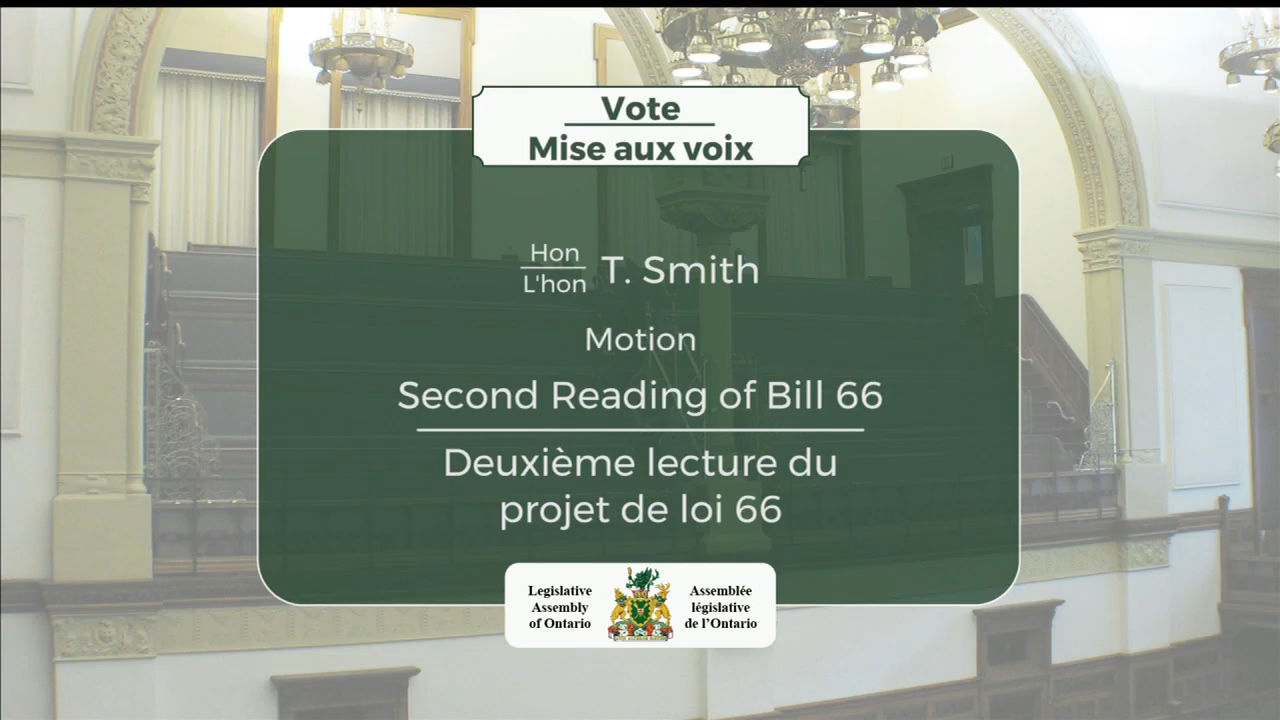 Vote
Mise aux voix
Hon
L'hon
T. Smith
Motion
Second Reading of Bill 66
Deuxième lecture du
projet de loi 66
Legislative
Assembly
of Ontario
Assemblée
législative
de l'Ontario